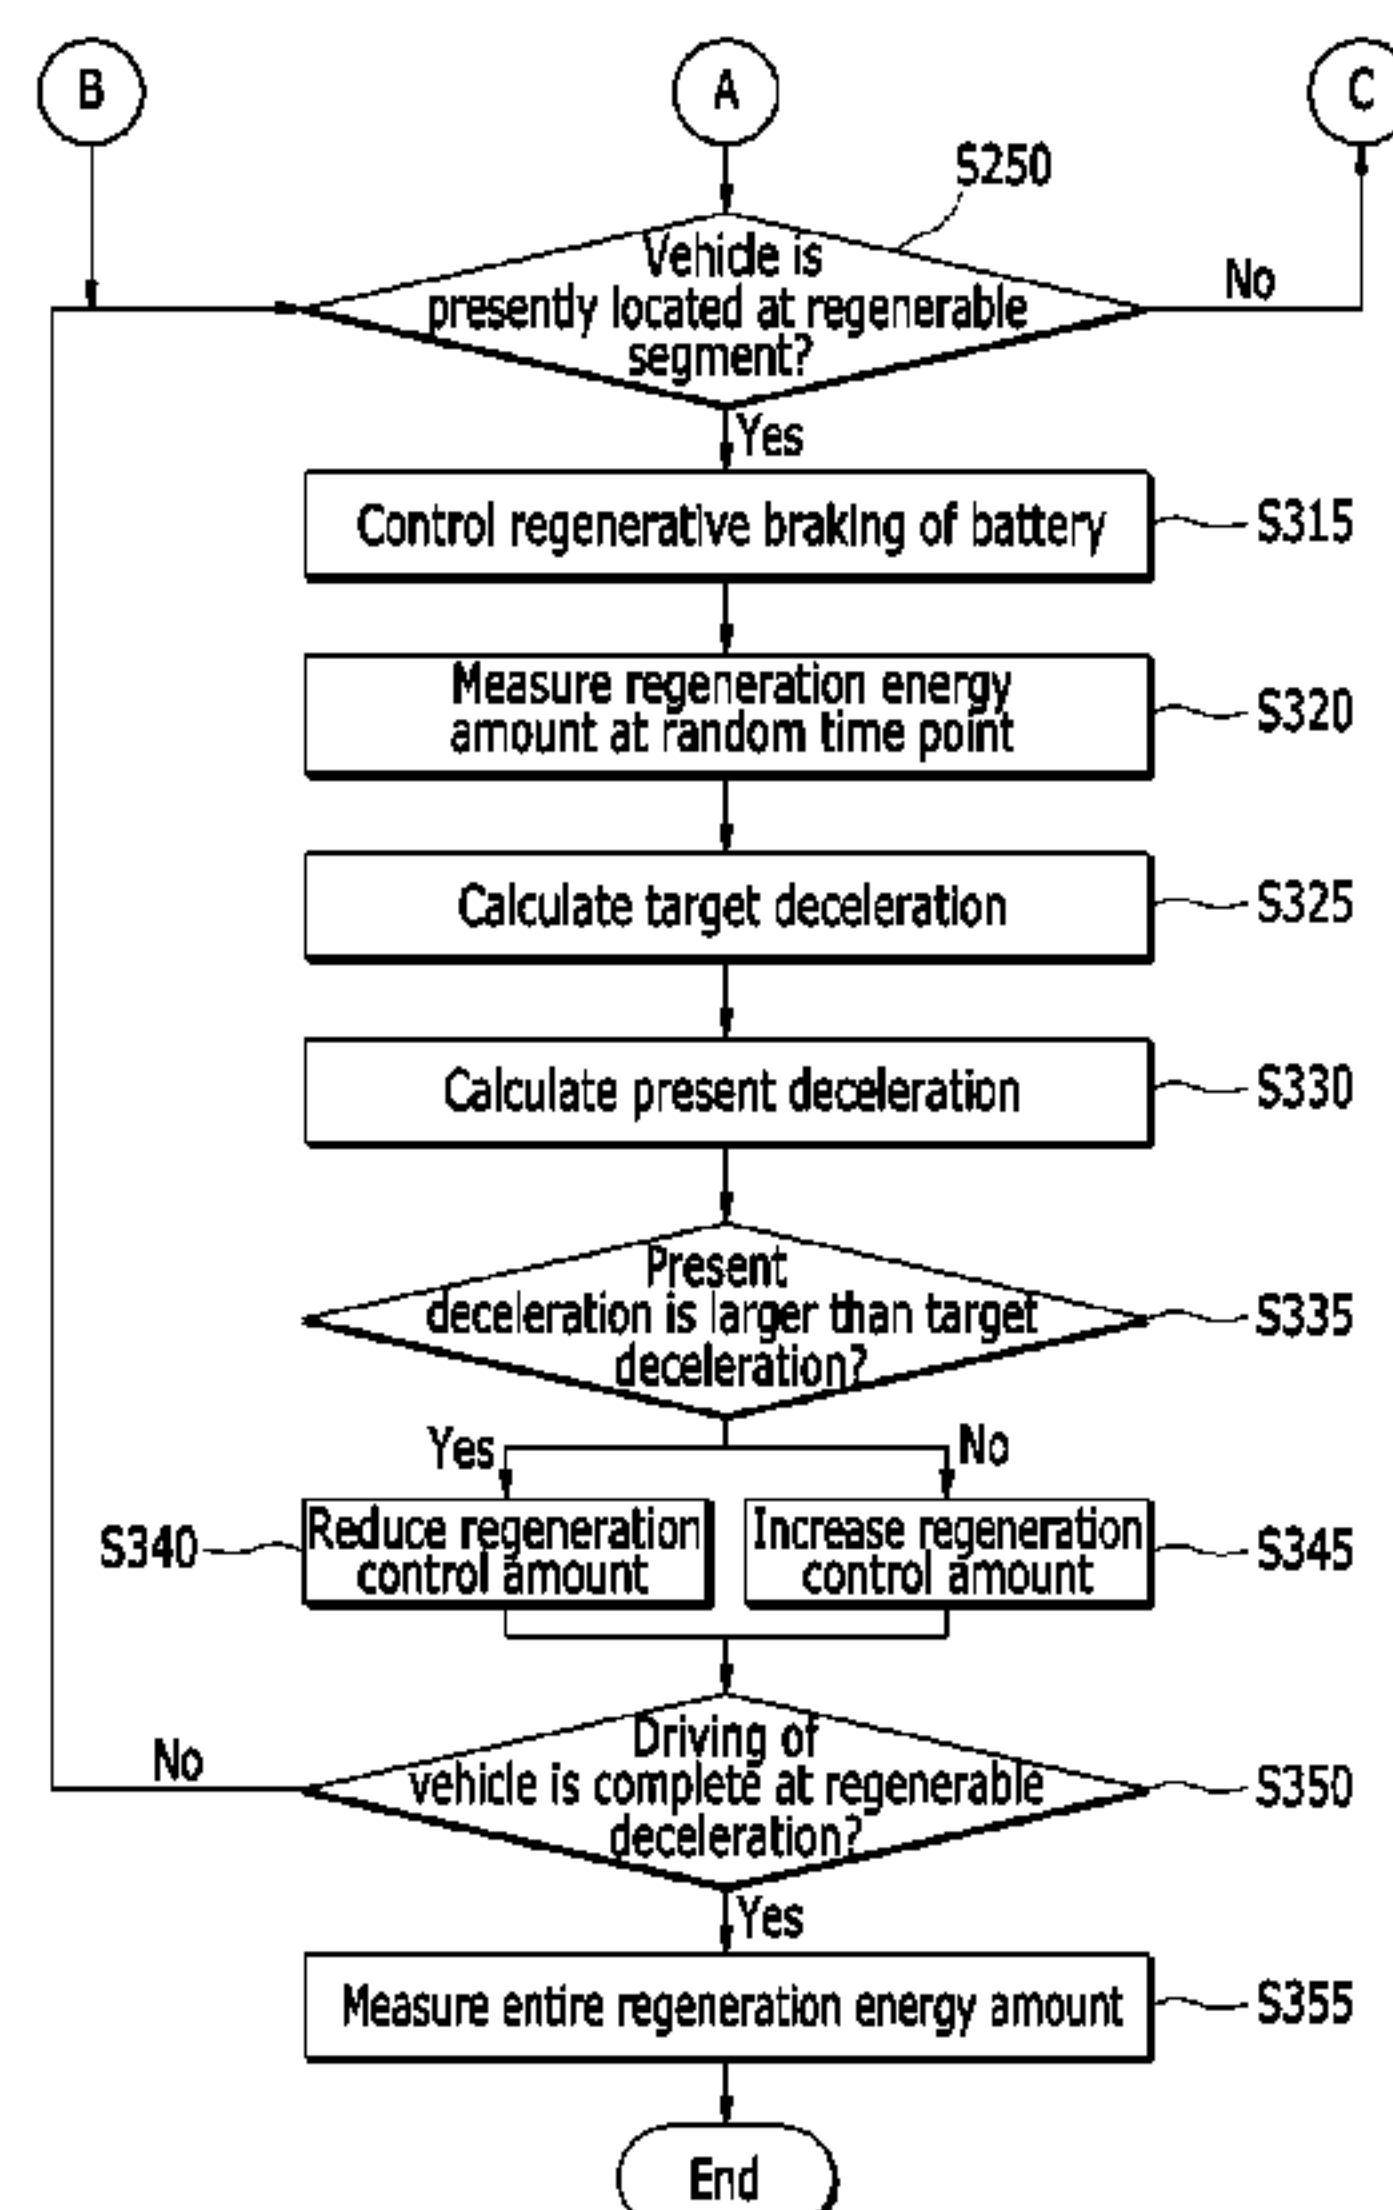 B
A
C
S250
Vehicle is
presently located at regenerable
segment?
No
Yes
Control regenerative braking of battery
S315
Measure regeneration energy
amount at random time point
S320
Calculate target deceleration
S325
Calculate present deceleration
S330
Present
deceleration is larger than target
deceleration?
S335
Yes
No
S340
Reduce regeneration
control amount
Increase regeneration
control amount
S345
Driving of
vehicle is complete at regenerable
deceleration?
No
S350
Yes
Measure entire regeneration energy amount
S355
End